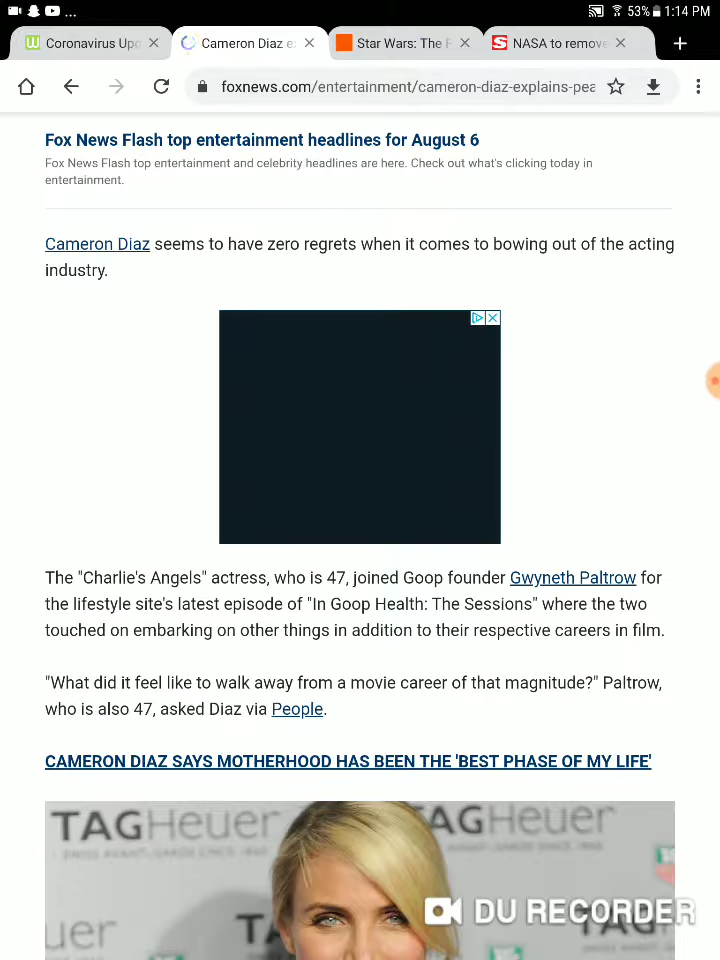 ... 53% 1:14 PM
Coronavirus Upd Cameron Diaz e Star Wars: The NASA to remove
foxnews.com/entertainment/cameron-diaz-explains-pea
Fox News Flash top entertainment headlines for August 6
Fox News Flash top entertainment and celebrity headlines are here. Check out what's clicking today in
entertainment.
Cameron Diaz seems to have zero regrets when it comes to bowing out of the acting
industry.
The "Charlie's Angels" actress, who is 47, joined Goop founder Gwyneth Paltrow for
the lifestyle site's latest episode of "In Goop Health: The Sessions" where the two
touched on embarking on other things in addition to their respective careers in film.
"What did it feel like to walk away from a movie career of that magnitude?" Paltrow,
who is also 47, asked Diaz via People.
CAMERON DIAZ SAYS MOTHERHOOD HAS BEEN THE 'BEST PHASE OF MY LIFE'
TAGHeuer TAGHeuer
SWISS AVANT-GARDE SINCE 1860
DU RECORDER
uer TA